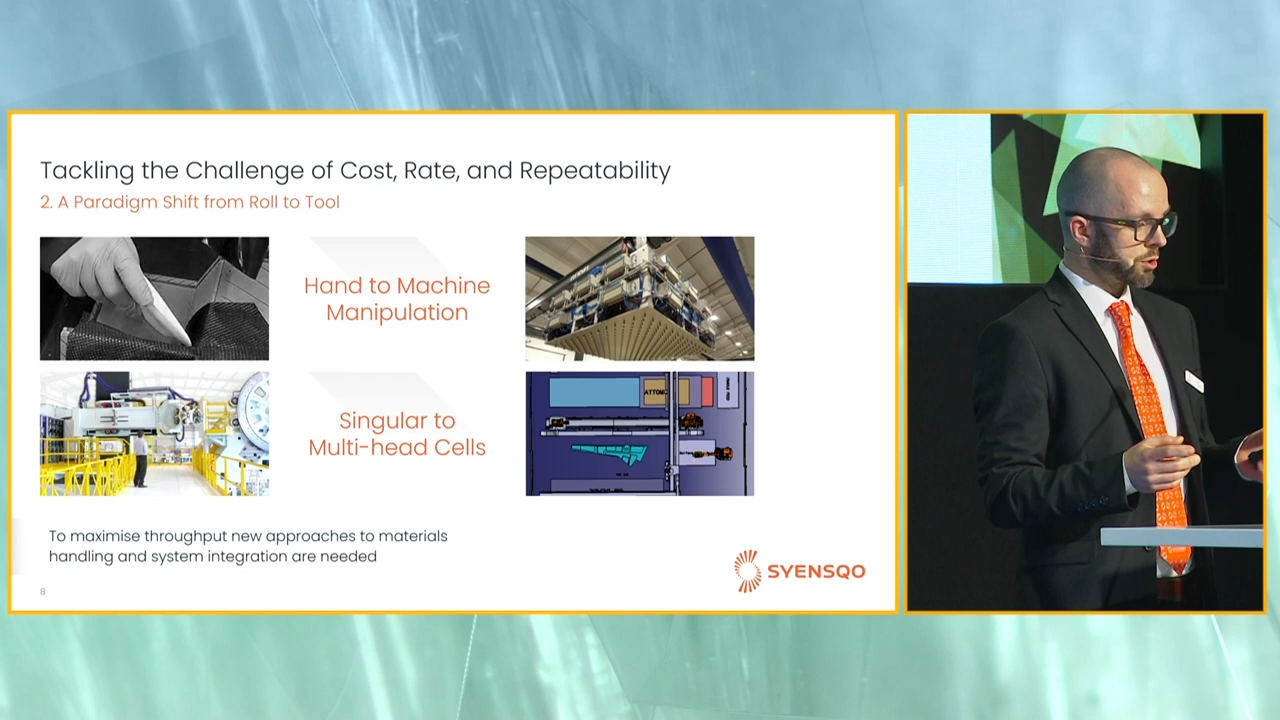 Tackling the Challenge of Cost, Rate, and Repeatability
2. A Paradigm Shift from Roll to Tool
Hand to Machine
Manipulation
Singular to
Multi-head Cells
To maximise throughput new approaches to materials
handling and system integration are needed
SYENSQO
8